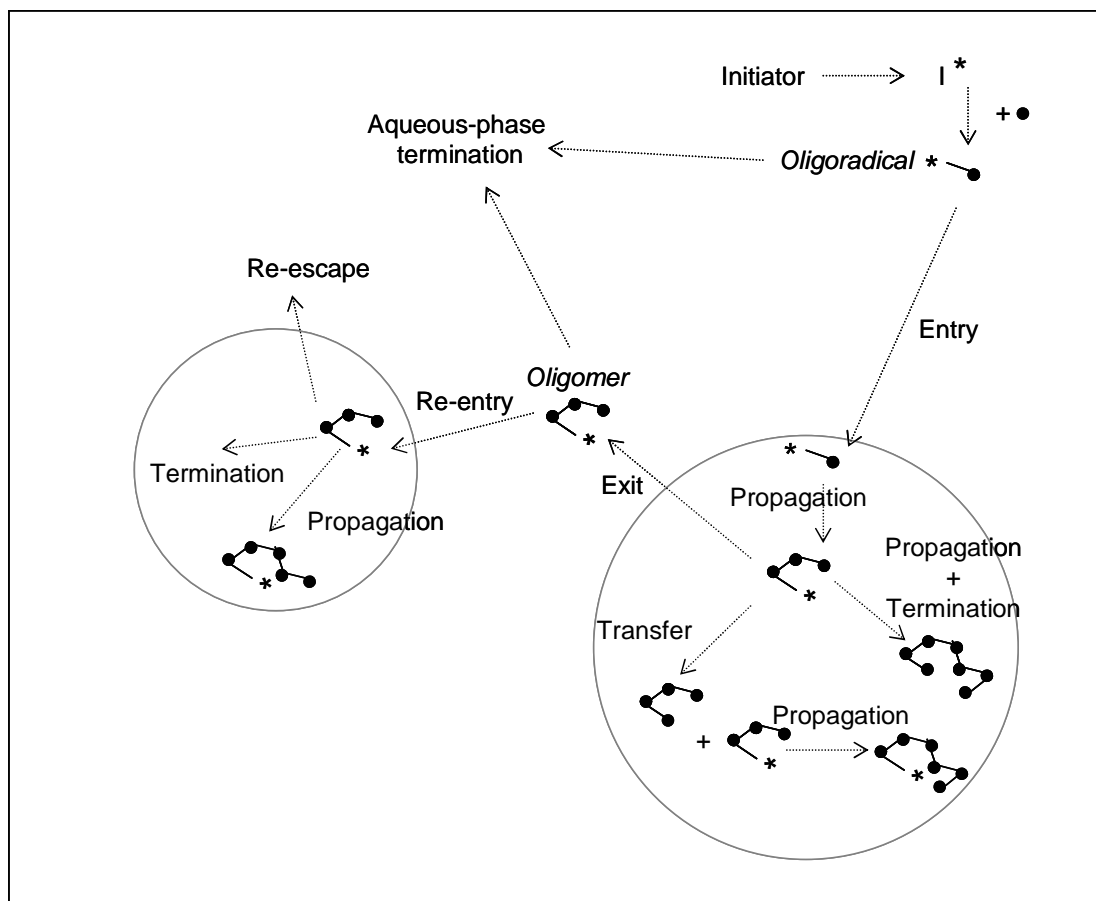 Initiator
I *
+
Aqueous-phase
termination
Oligoradical *
Re-escape
Entry
Oligomer
Re-entry
*
*
*
Termination
Exit
Propagation
Propagation
Propagation
+
Termination
*
*
Transfer
Propagation
+
*
*